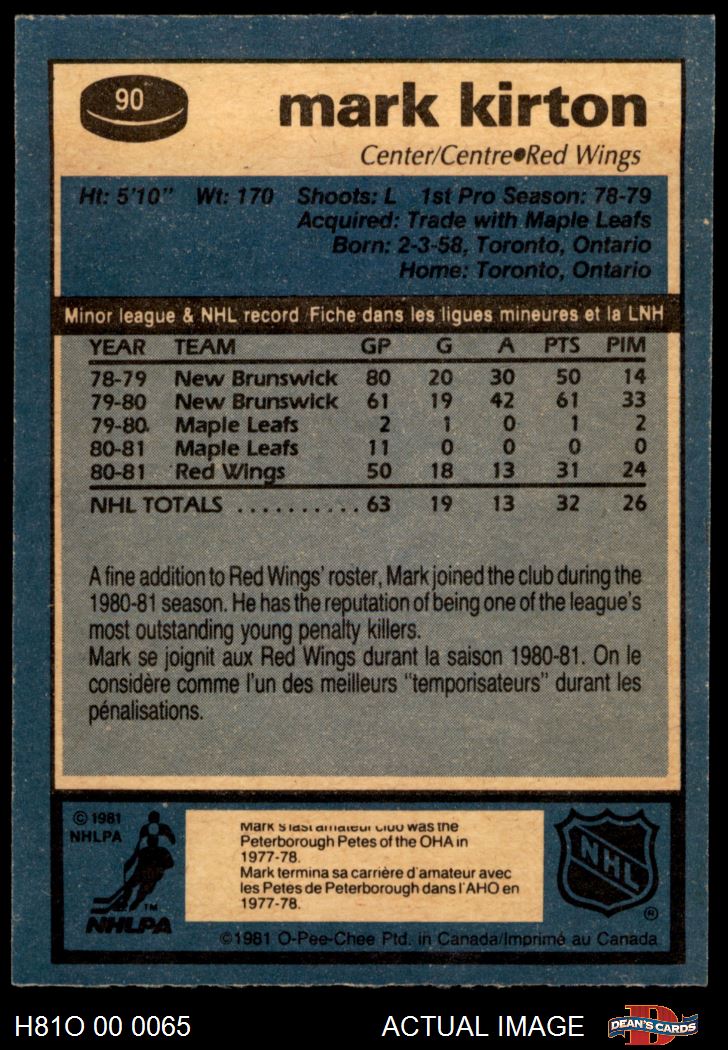 90
mark kirton
Center/Centre●Red Wings
Ht: 5'10" Wt: 170 Shoots: L 1st Pro Season: 78-79
Acquired: Trade with Maple Leafs
Born: 2-3-58, Toronto, Ontario
Home: Toronto, Ontario
Minor league & NHL record/Fiche dans les ligues mineures et la LNH
YEAR TEAM GP G A PTS PIM
78-79 New Brunswick 80 20 30 50 14
79-80 New Brunswick 61 19 42 61 33
79-80 Maple Leafs 2 1 0 1 2
80-81 Maple Leafs 11 0 0 0 0
80-81 Red Wings 50 18 13 31 24
NHL TOTALS .......... 63 19 13 32 26
A fine addition to Red Wings' roster, Mark joined the club during the
1980-81 season. He has the reputation of being one of the league's
most outstanding young penalty killers.
Mark se joignit aux Red Wings durant la saison 1980-81. On le
considère comme l'un des meilleurs "temporisateurs" durant les
pénalisations.
© 1981
NHLPA
TM
NHLPA
Mark's last amateur club was the
Peterborough Petes of the OHA in
1977-78.
Mark termina sa carrière d'amateur avec
les Petes de Peterborough dans l'AHO en
1977-78.
NHL
®
©1981 O-Pee-Chee Ptd. in Canada/Imprimé au Canada
H81O 00 0065
ACTUAL IMAGE
D
DEAN'S CARDS